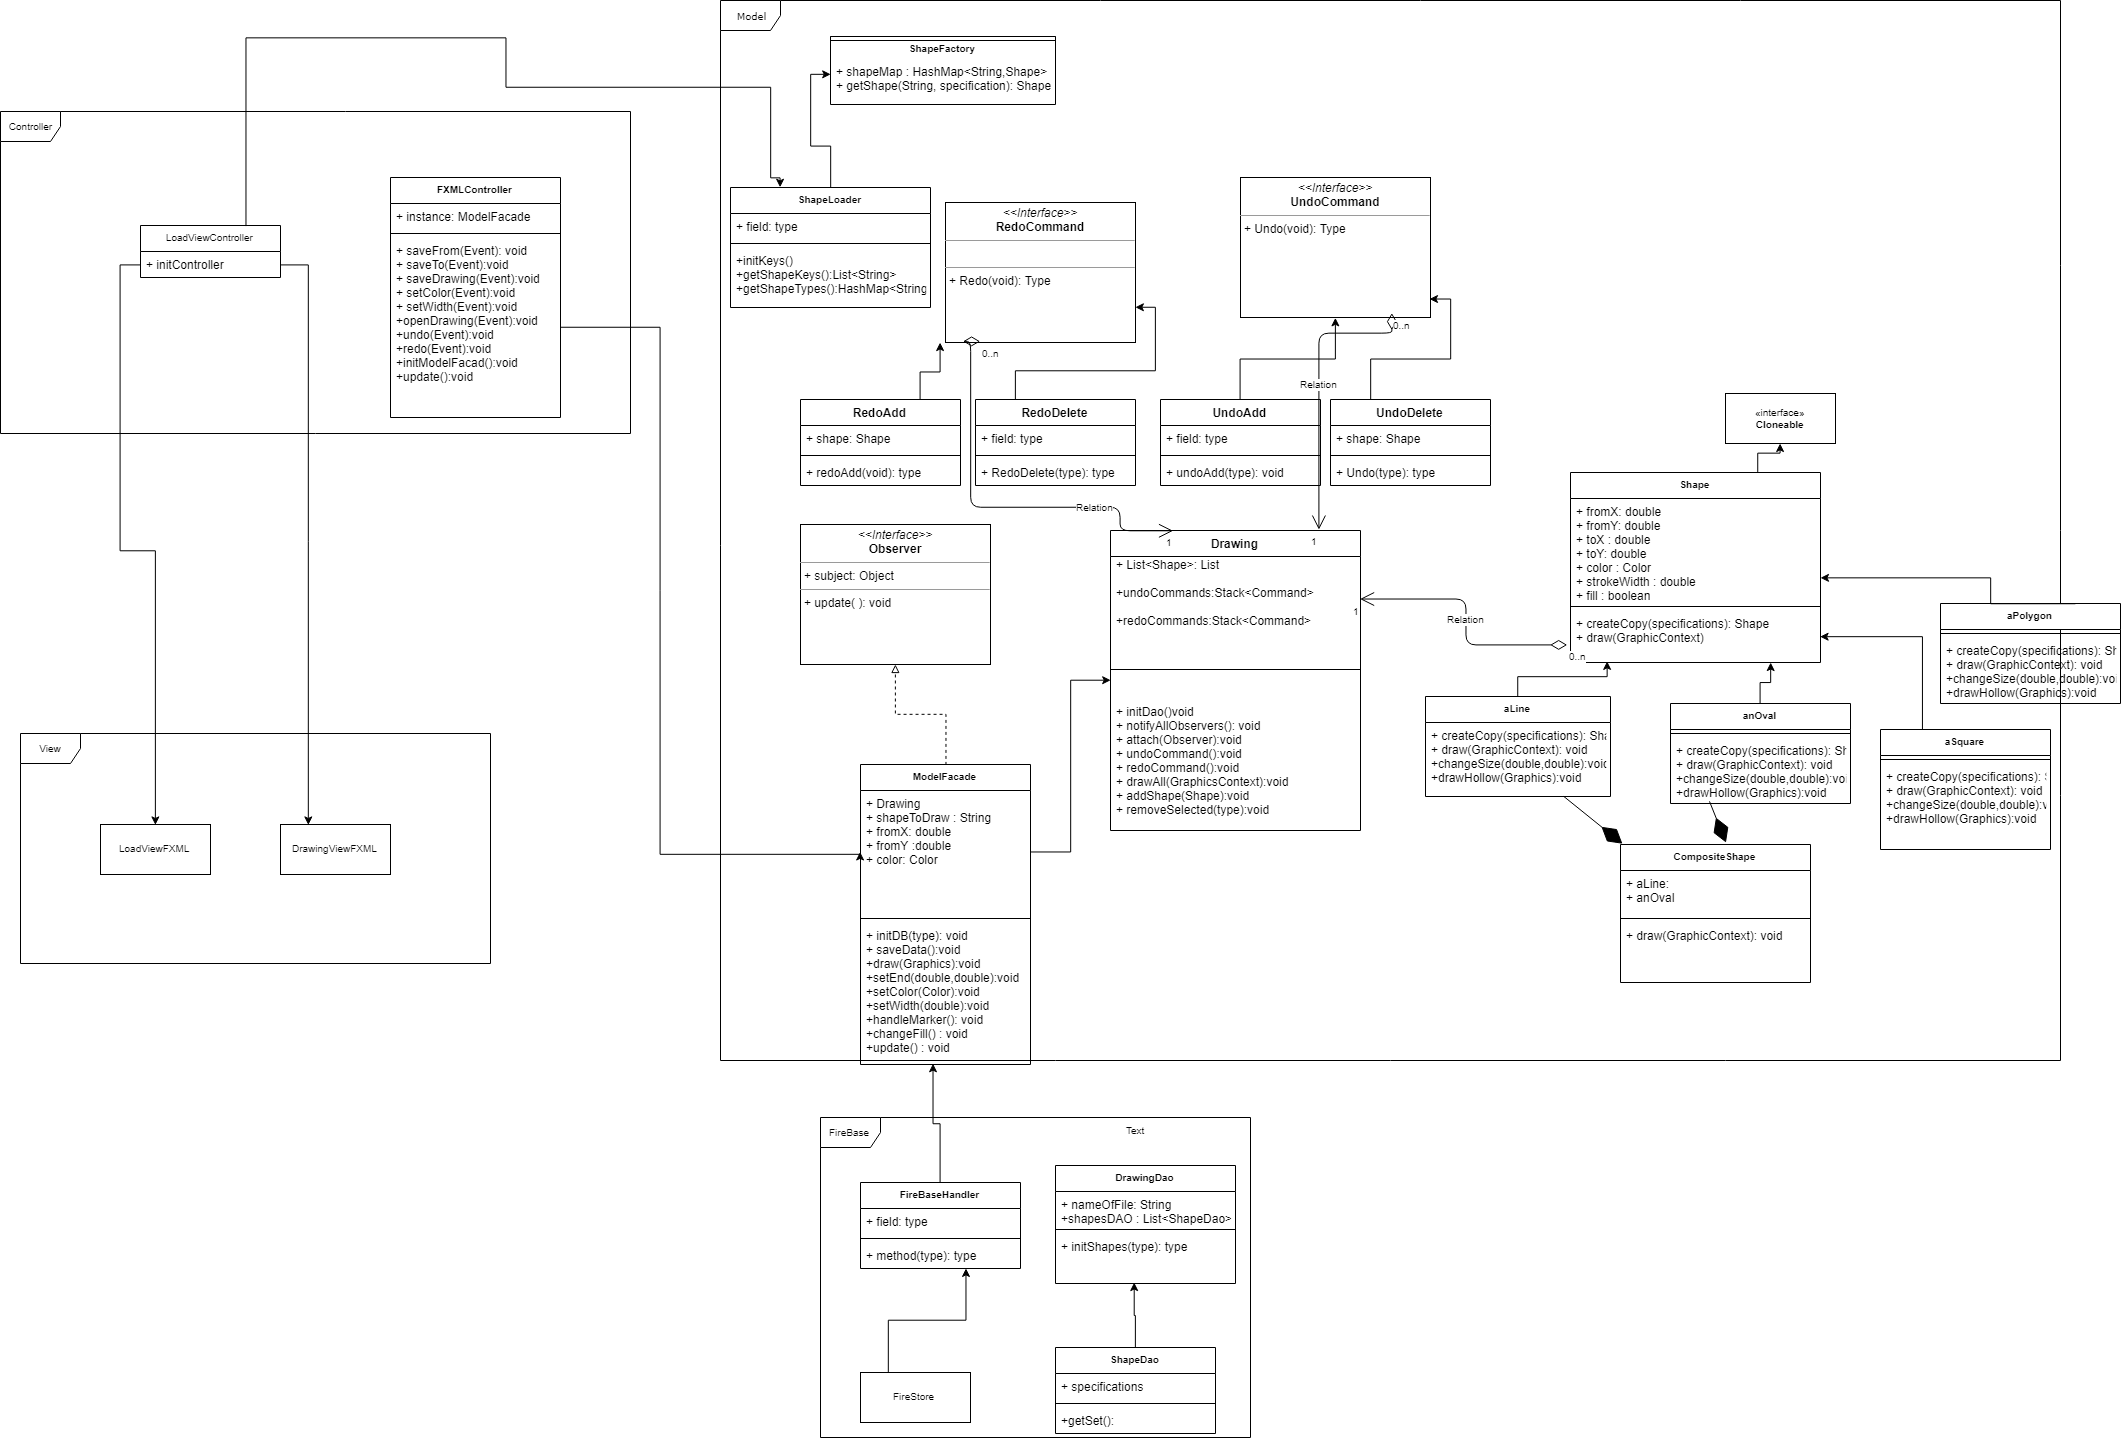 Model
ShapeFactory
+ shapeMap : HashMap<String,Shape>
+ getShape(String, specification): Shape
Controller
FXMLController
+ instance: ModelFacade
+ saveFrom(Event): void
+ saveTo(Event):void
+ saveDrawing(Event):void
+ setColor(Event):void
+ setWidth(Event):void
+openDrawing(Event):void
+undo(Event):void
+redo(Event):void
+initModelFacad():void
+update():void
LoadViewController
+ initController
ShapeLoader
+ field: type
+initKeys()
+getShapeKeys():List<String>
+getShapeTypes():HashMap<String
<<Interface>>
RedoCommand
+ Redo(void): Type
0..n
<<Interface>>
UndoCommand
+ Undo(void): Type
0..n
Relation
RedoAdd
+ shape: Shape
+ redoAdd(void): type
RedoDelete
+ field: type
+ RedoDelete(type): type
UndoAdd
+ field: type
+ undoAdd(type): void
UndoDelete
+ shape: Shape
+ Undo(type): type
«interface»
Cloneable
Relation
<<Interface>>
Observer
+ subject: Object
+ update( ): void
1
1
Drawing
+ List<Shape>: List
+undoCommands:Stack<Command>
+redoCommands:Stack<Command>
+ initDao()void
+ notifyAllObservers(): void
+ attach(Observer):void
+ undoCommand():void
+ redoCommand():void
+ drawAll(GraphicsContext):void
+ addShape(Shape):void
+ removeSelected(type):void
1
Relation
0..n
Shape
+ fromX: double
+ fromY: double
+ toX : double
+ toY: double
+ color : Color
+ strokeWidth : double
+ fill : boolean
+ createCopy(specifications): Shape
+ draw(GraphicContext)
aPolygon
+ createCopy(specifications): Sh
+ draw(GraphicContext): void
+changeSize(double,double):vo
+drawHollow(Graphics):void
aLine
+ createCopy(specifications): Sha
+ draw(GraphicContext): void
+changeSize(double,double):void
+drawHollow(Graphics):void
anOval
+ createCopy(specifications): Sh
+ draw(GraphicContext): void
+changeSize(double,double):voi
+drawHollow(Graphics):void
aSquare
+ createCopy(specifications):
+ draw(GraphicContext): void
+changeSize(double,double):v
+drawHollow(Graphics):void
View
LoadViewFXML
DrawingViewFXML
ModelFacade
+ Drawing
+ shapeToDraw : String
+ fromX: double
+ fromY :double
+ color: Color
+ initDB(type): void
+ saveData():void
+draw(Graphics):void
+setEnd(double,double):void
+setColor(Color):void
+setWidth(double):void
+handleMarker(): void
+changeFill() : void
+update() : void
CompositeShape
+ aLine:
+ anOval
+ draw(GraphicContext): void
FireBase
Text
FireBaseHandler
+ field: type
+ method(type): type
DrawingDao
+ nameOfFile: String
+shapesDAO : List<ShapeDao>
+ initShapes(type): type
FireStore
ShapeDao
+ specifications
+getSet():